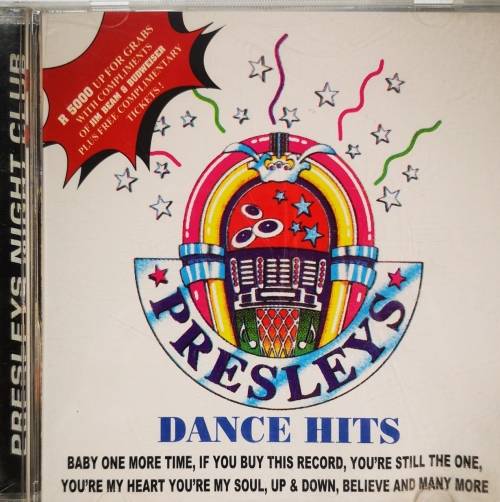 R 5000 UP FOR GRABS
WITH COMPLIMENTS
OF JIM BEAM & BUDWEISER
PLUS FREE COMPLIMENTARY
TICKETS!
PRESLEYS NIGHT CLUB
PRESLEYS
DANCE HITS
BABY ONE MORE TIME, IF YOU BUY THIS RECORD, YOU'RE STILL THE ONE,
YOU'RE MY HEART YOU'RE MY SOUL, UP & DOWN, BELIEVE AND MANY MORE